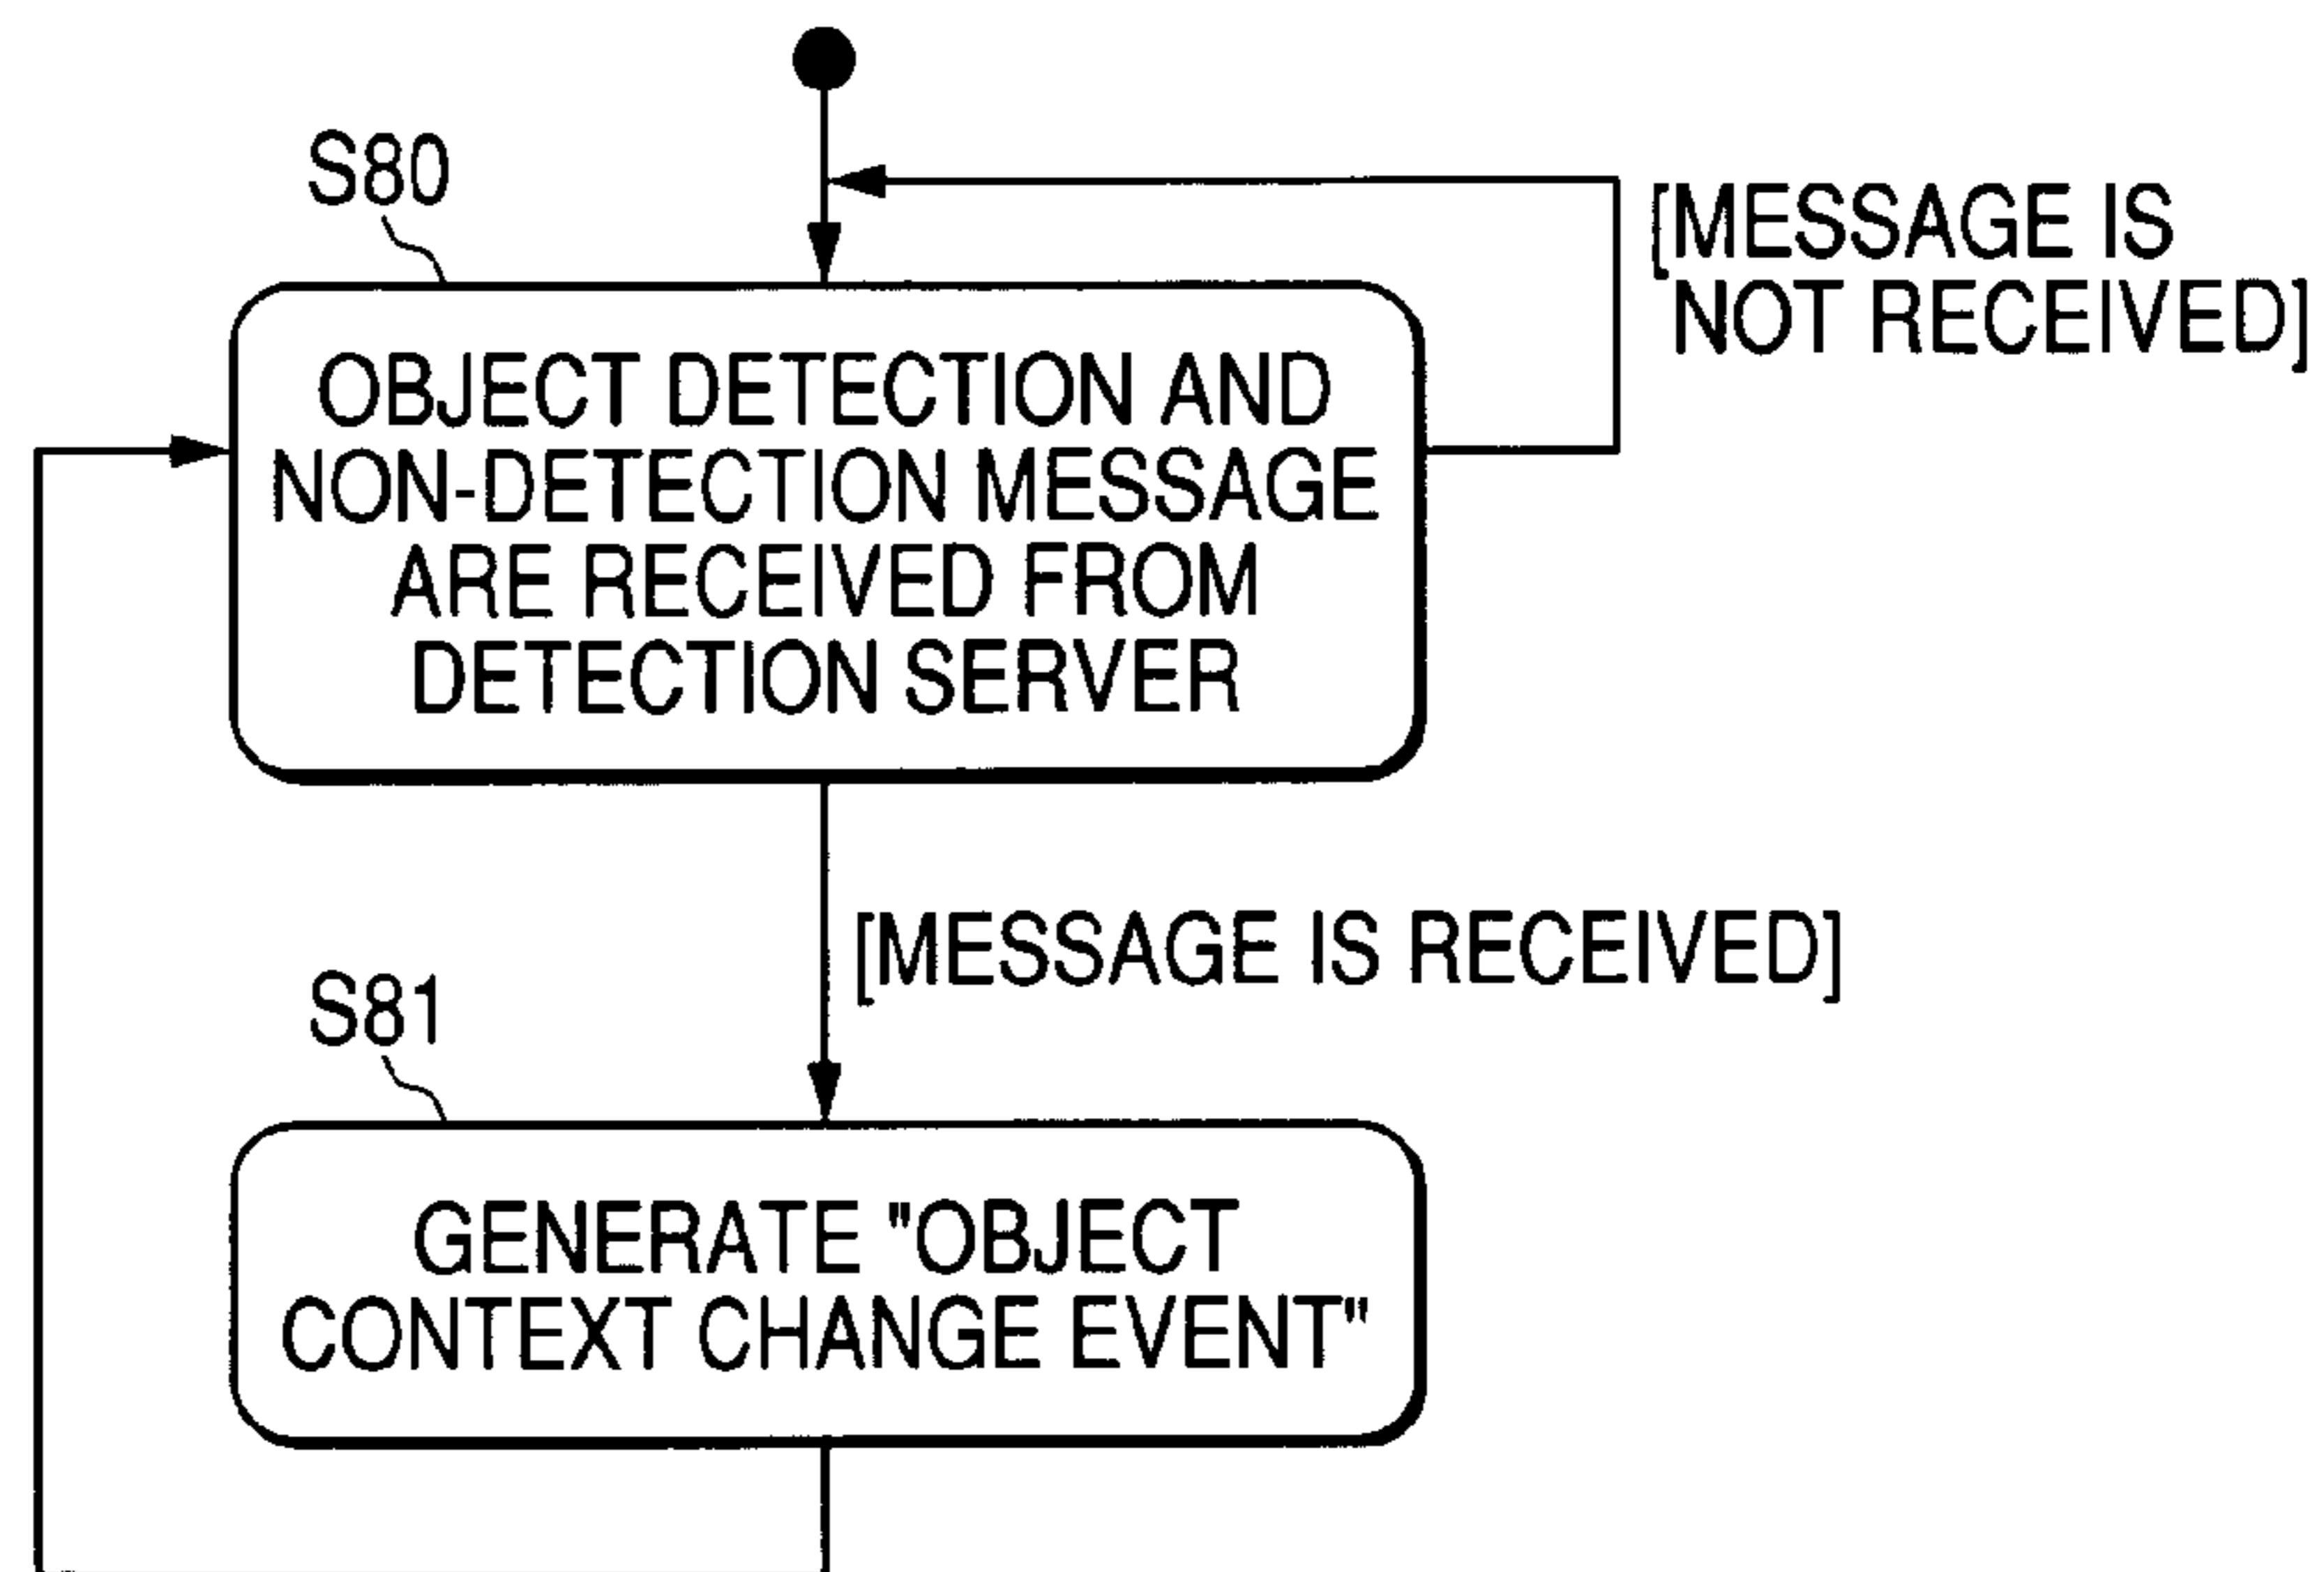 S80
[MESSAGE IS
NOT RECEIVED]
OBJECT DETECTION AND
NON-DETECTION MESSAGE
ARE RECEIVED FROM
DETECTION SERVER
[MESSAGE IS RECEIVED]
S81
GENERATE "OBJECT
CONTEXT CHANGE EVENT"